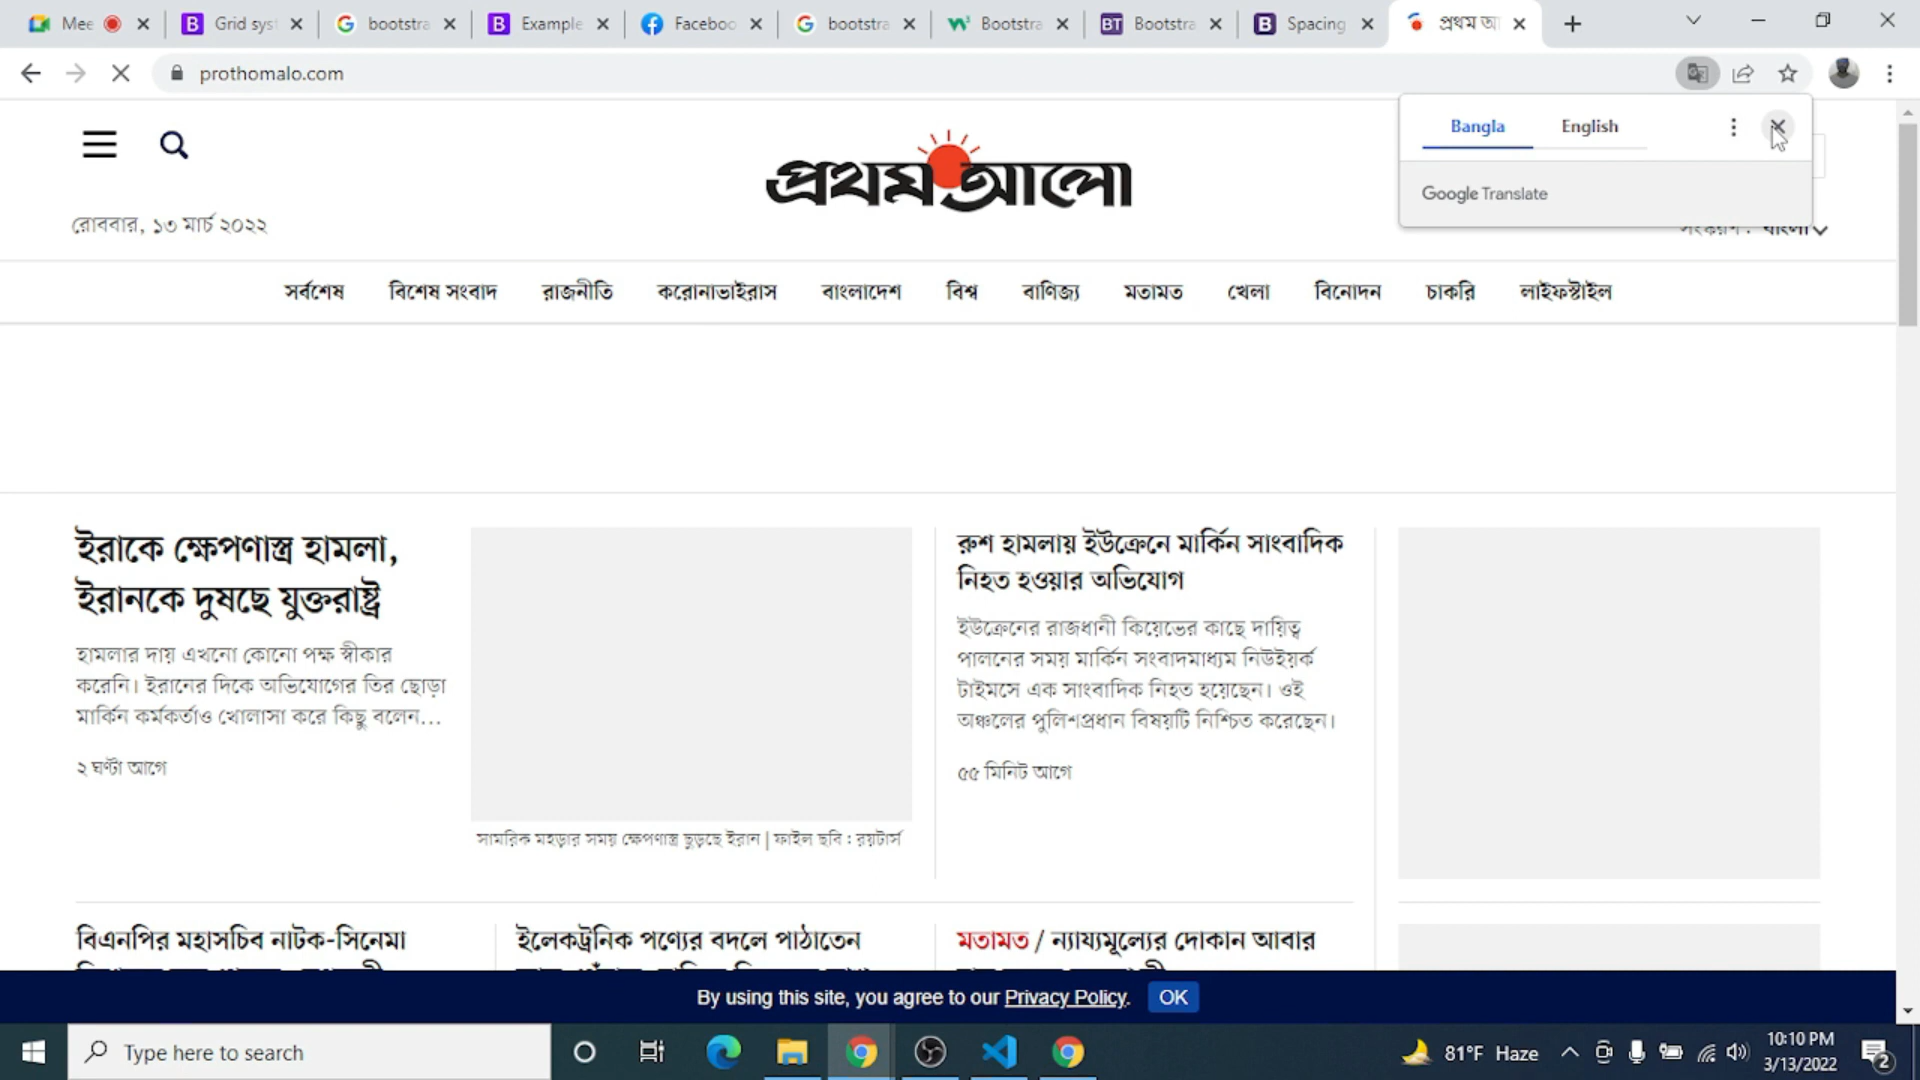 Mee
Grid sys
bootstra
Example
Faceboo
bootstra
Bootstra
Bootstra
Spacing
প্রথম আ
prothomalo.com
Bangla
English
Google Translate
প্রথম আলো
রোববার, ১৩ মার্চ ২০২২
সংস্করণ : বাংলা
সর্বশেষ
বিশেষ সংবাদ
রাজনীতি
করোনাভাইরাস
বাংলাদেশ
বিশ্ব
বাণিজ্য
মতামত
খেলা
বিনোদন
চাকরি
লাইফস্টাইল
ইরাকে ক্ষেপণাস্ত্র হামলা,
ইরানকে দুষছে যুক্তরাষ্ট্র
হামলার দায় এখনো কোনো পক্ষ স্বীকার
করেনি। ইরানের দিকে অভিযোগের তির ছোড়া
মার্কিন কর্মকর্তাও খোলাসা করে কিছু বলেন...
২ ঘণ্টা আগে
সামরিক মহড়ার সময় ক্ষেপণাস্ত্র ছুড়ছে ইরান | ফাইল ছবি : রয়টার্স
রুশ হামলায় ইউক্রেনে মার্কিন সাংবাদিক
নিহত হওয়ার অভিযোগ
ইউক্রেনের রাজধানী কিয়েভের কাছে দায়িত্ব
পালনের সময় মার্কিন সংবাদমাধ্যম নিউইয়র্ক
টাইমসে এক সাংবাদিক নিহত হয়েছেন। ওই
অঞ্চলের পুলিশপ্রধান বিষয়টি নিশ্চিত করেছেন।
৫৫ মিনিট আগে
বিএনপির মহাসচিব নাটক-সিনেমা
ইলেকট্রনিক পণ্যের বদলে পাঠাতেন
মতামত / ন্যায্যমূল্যের দোকান আবার
By using this site, you agree to our Privacy Policy. OK
Type here to search
81°F Haze
10:10 PM
3/13/2022
2